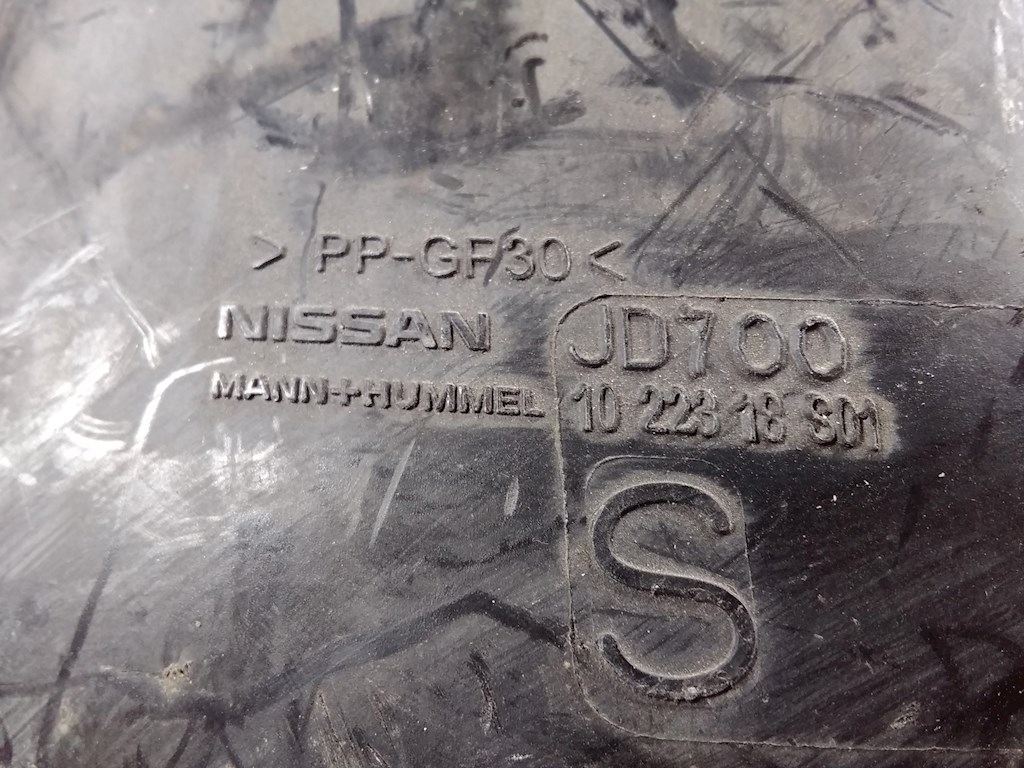 > PP-GF30 <
NISSAN JD700
MANN+HUMMEL 10 223 18 S01
S